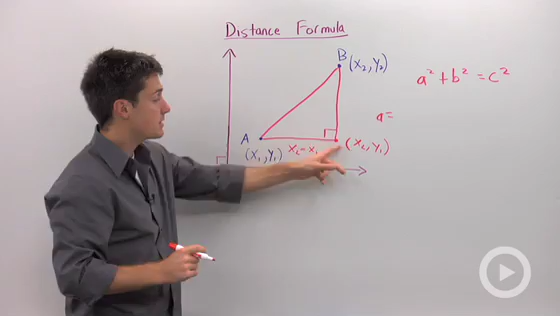 Distance Formula
B (x₂, y₂)
a² + b² = c²
a =
A
(x₁, y₁)
x₂ - x₁
(x₂, y₁)